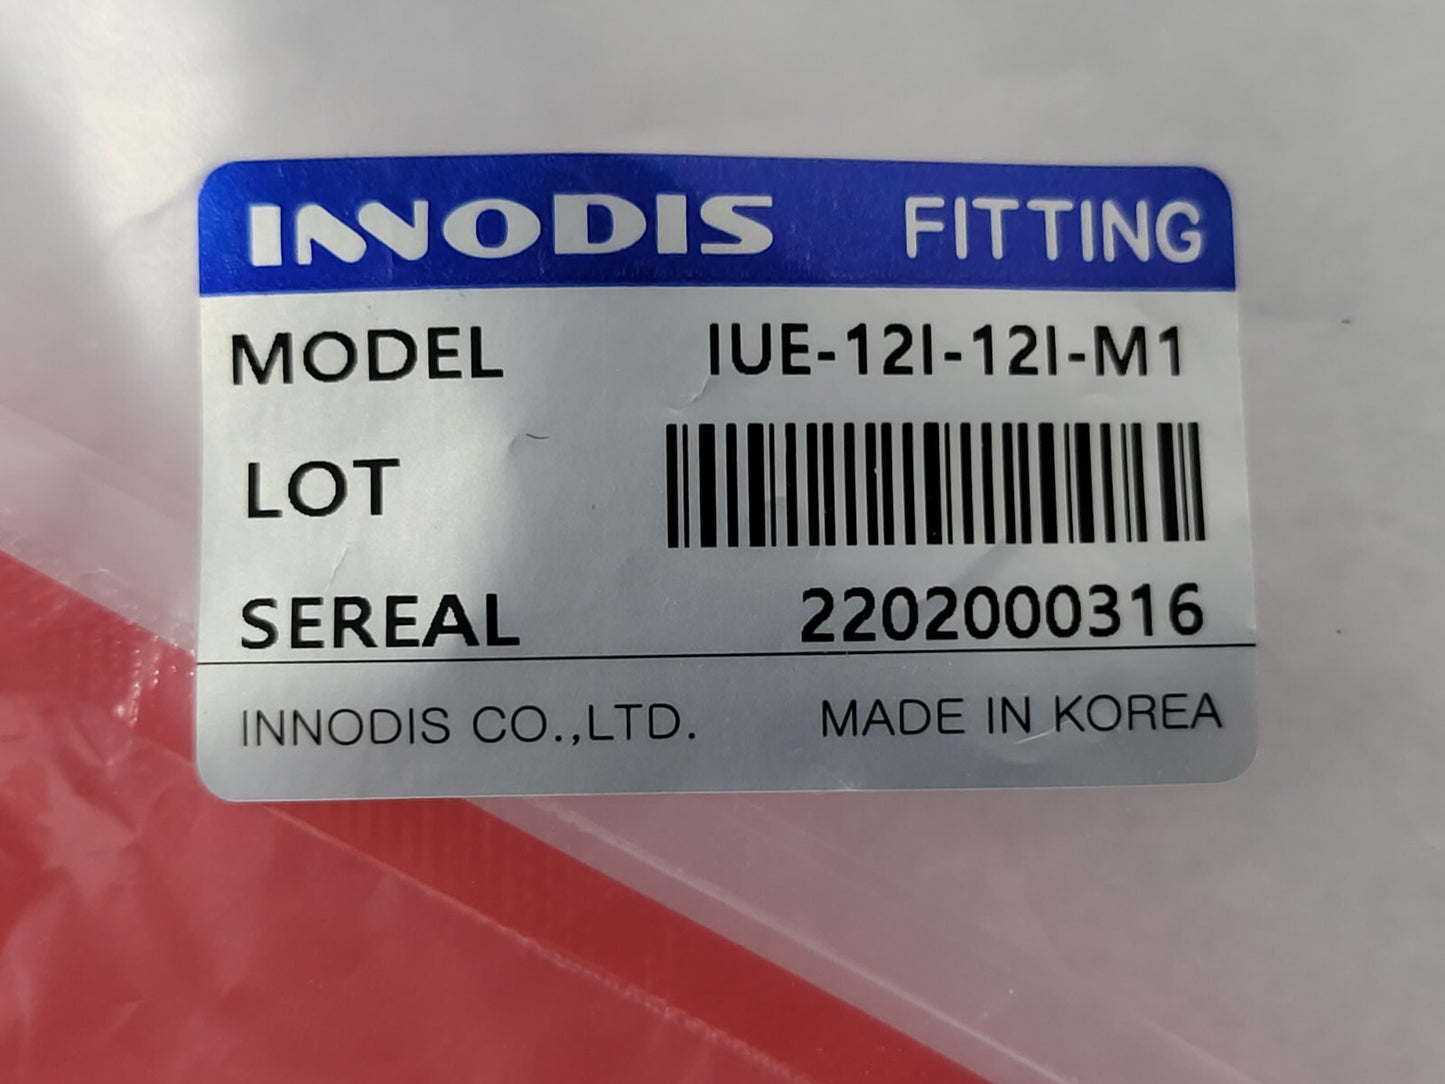 INNODIS FITTING
MODEL IUE-12I-12I-M1
LOT
SEREAL 2202000316
INNODIS CO.,LTD. MADE IN KOREA